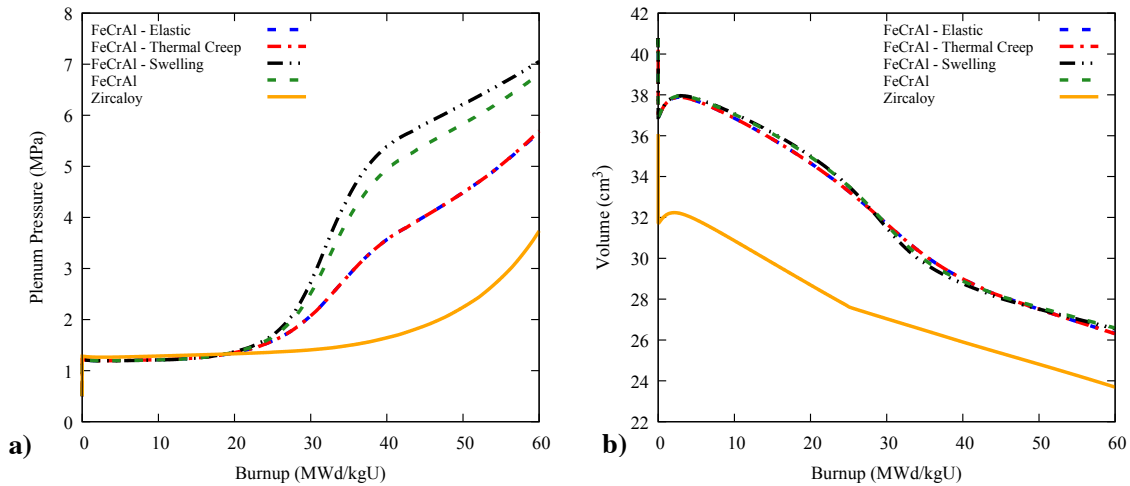 8
7
6
5
4
3
2
1
0
Plenum Pressure (MPa)
FeCrAl - Elastic
FeCrAl - Thermal Creep
FeCrAl - Swelling
FeCrAl
Zircaloy
0 10 20 30 40 50 60
Burnup (MWd/kgU)
a)
42
40
38
36
34
32
30
28
26
24
22
Volume (cm³)
FeCrAl - Elastic
FeCrAl - Thermal Creep
FeCrAl - Swelling
FeCrAl
Zircaloy
0 10 20 30 40 50 60
Burnup (MWd/kgU)
b)